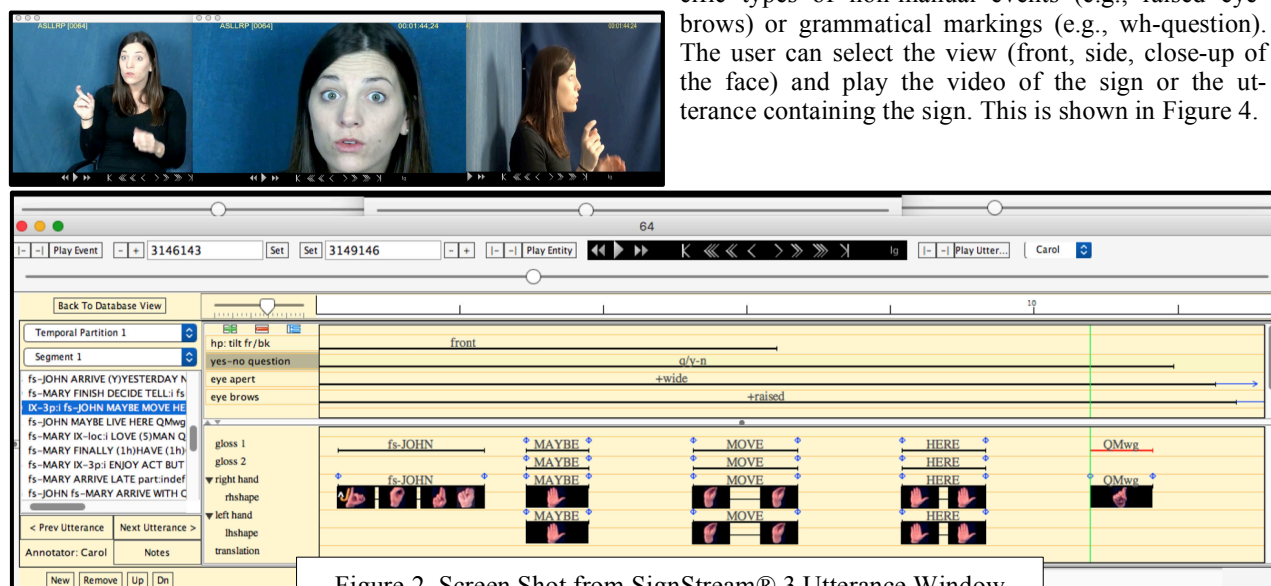 ific types of non-manual events (e.g., raised eye-
brows) or grammatical markings (e.g., wh-question).
The user can select the view (front, side, close-up of
the face) and play the video of the sign or the ut-
terance containing the sign. This is shown in Figure 4.
ASLLRP [0064]
ASLLRP [0064]
00:01:44;24
00:01:44;24
lg
lg
64
Play Event
3146143
Set
Set
3149146
Play Entity
lg
Play Utter...
Carol
Back To Database View
10
Temporal Partition 1
Segment 1
hp: tilt fr/bk
front
yes-no question
q/y-n
eye apert
+wide
eye brows
+raised
fs-JOHN ARRIVE (Y)YESTERDAY N
fs-MARY FINISH DECIDE TELL:i fs
IX-3p:i fs-JOHN MAYBE MOVE HE
fs-JOHN MAYBE LIVE HERE QMwg
fs-MARY IX-loc:i LOVE (5)MAN Q
fs-MARY FINALLY (1h)HAVE (1h)
fs-MARY IX-3p:i ENJOY ACT BUT
fs-MARY ARRIVE LATE part:indef
fs-JOHN fs-MARY ARRIVE WITH C
gloss 1
fs-JOHN
MAYBE
MOVE
HERE
QMwg
gloss 2
MAYBE
MOVE
HERE
right hand
fs-JOHN
MAYBE
MOVE
HERE
QMwg
rhshape
left hand
MAYBE
MOVE
HERE
lhshape
translation
< Prev Utterance
Next Utterance >
Annotator: Carol
Notes
New
Remove
Up
Dn
Figure 2. Screen Shot from SignStream® 3 Utterance Window